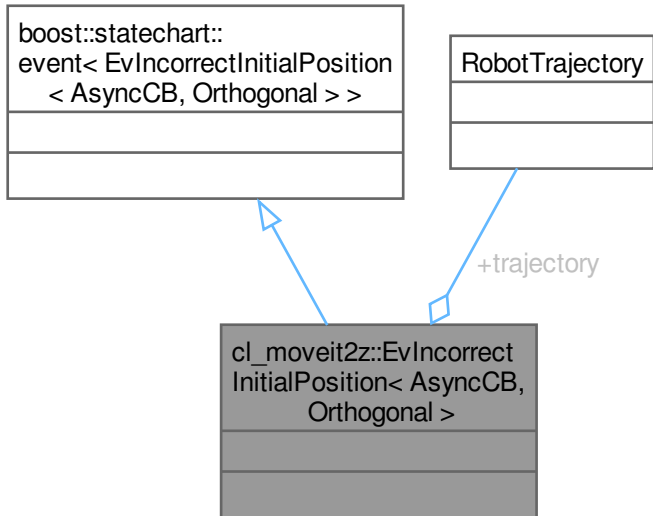 boost::statechart::
event< EvIncorrectInitialPosition
< AsyncCB, Orthogonal > >
RobotTrajectory
+trajectory
cl_moveit2z::EvIncorrect
InitialPosition< AsyncCB,
Orthogonal >